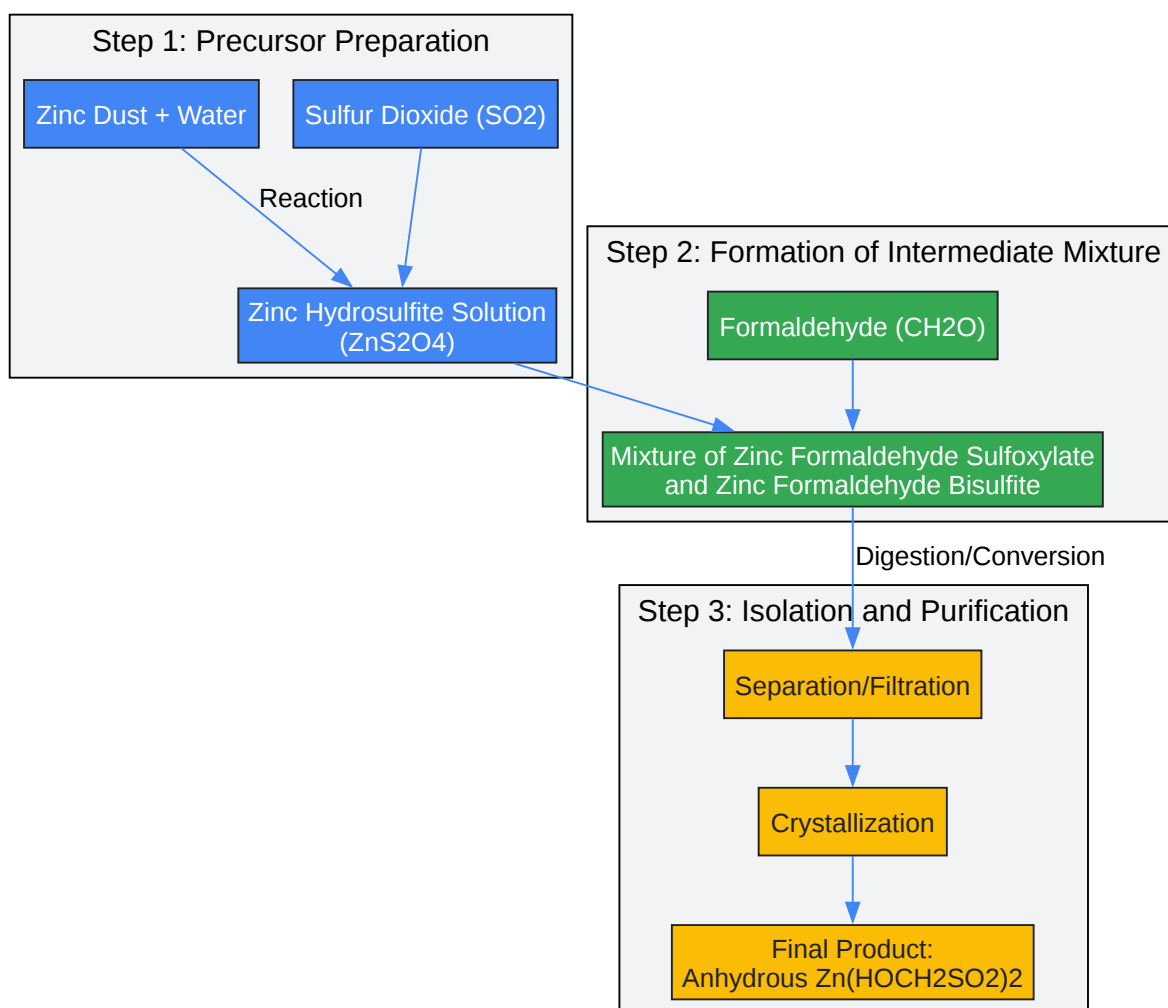 Step 1: Precursor Preparation
Zinc Dust + Water
Sulfur Dioxide (SO2)
Reaction
Zinc Hydrosulfite Solution
(ZnS2O4)
Step 2: Formation of Intermediate Mixture
Formaldehyde (CH2O)
Mixture of Zinc Formaldehyde Sulfoxylate
and Zinc Formaldehyde Bisulfite
Digestion/Conversion
Step 3: Isolation and Purification
Separation/Filtration
Crystallization
Final Product:
Anhydrous Zn(HOCH2SO2)2